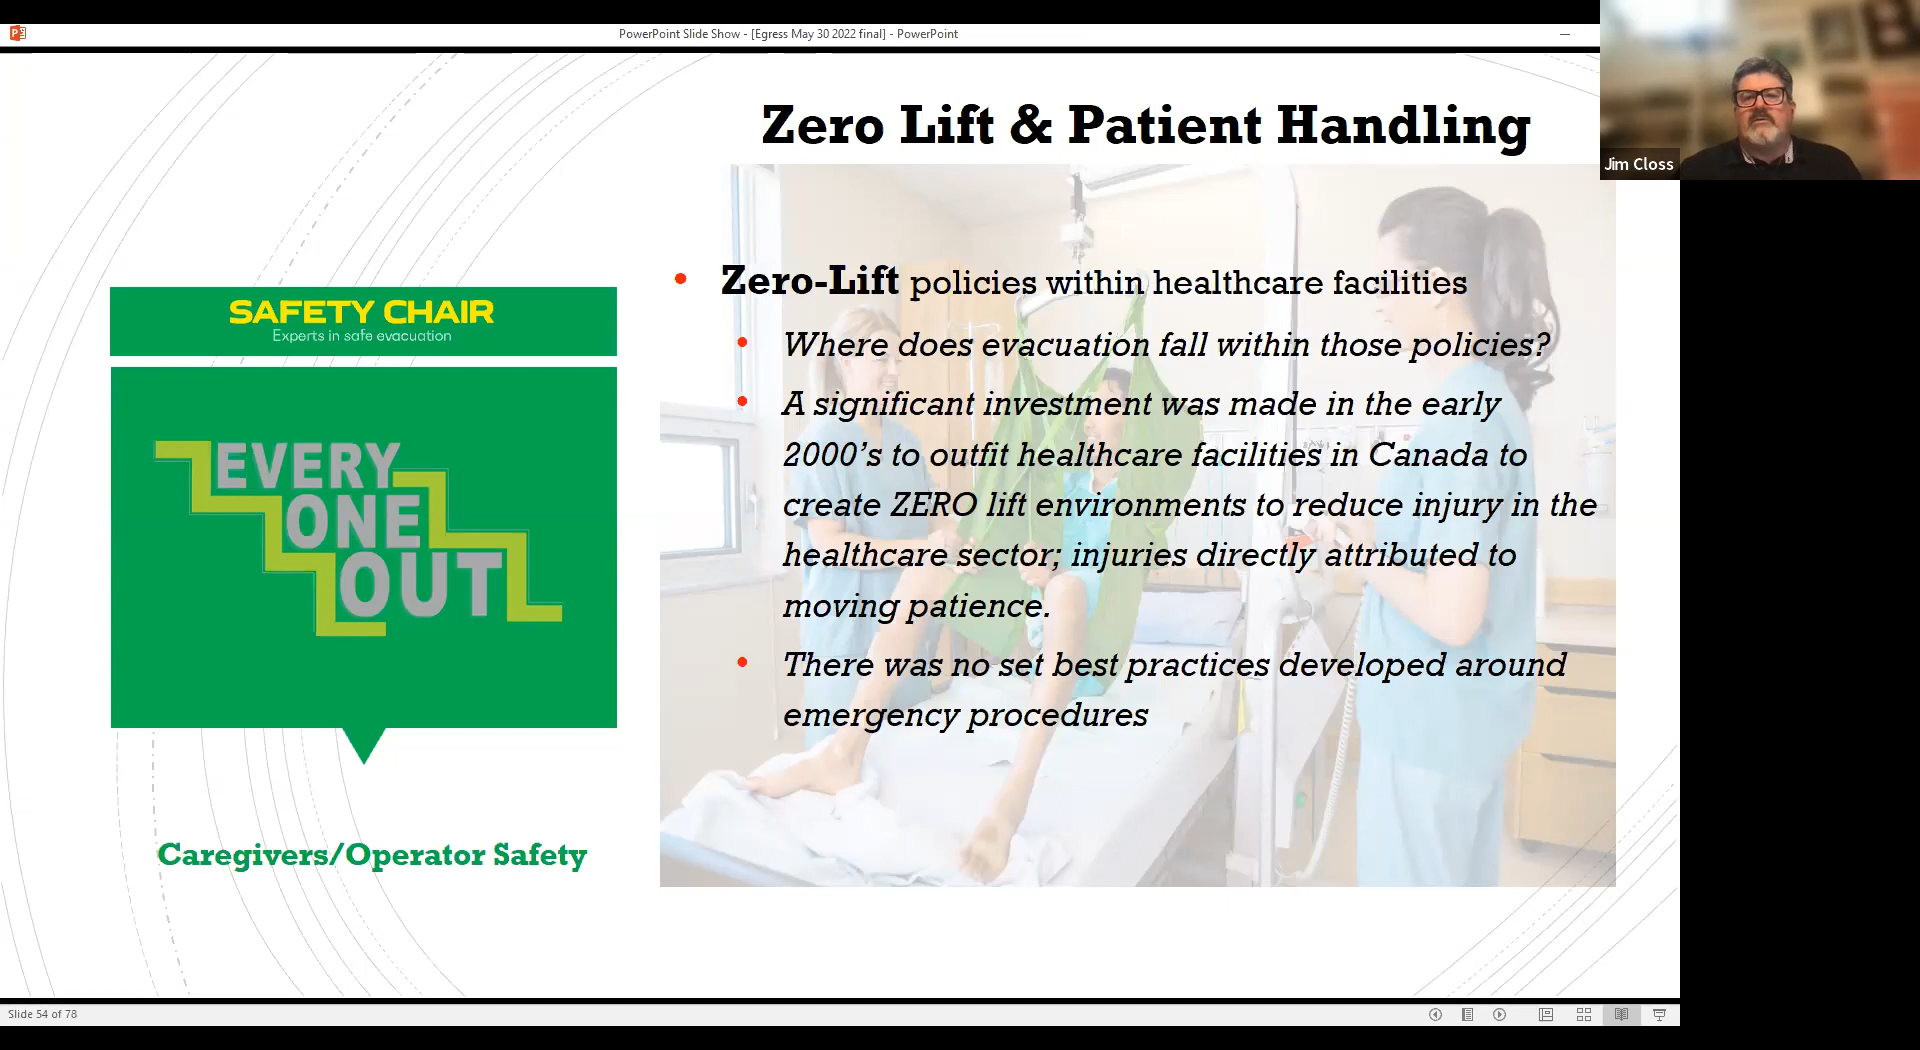 PowerPoint Slide Show - [Egress May 30 2022 final] - PowerPoint
Jim Closs
Zero Lift & Patient Handling
SAFETY CHAIR
Experts in safe evacuation
EVERY
ONE
OUT
Caregivers/Operator Safety
Zero-Lift policies within healthcare facilities
Where does evacuation fall within those policies?
A significant investment was made in the early
2000's to outfit healthcare facilities in Canada to
create ZERO lift environments to reduce injury in the
healthcare sector; injuries directly attributed to
moving patience.
There was no set best practices developed around
emergency procedures
Slide 54 of 78